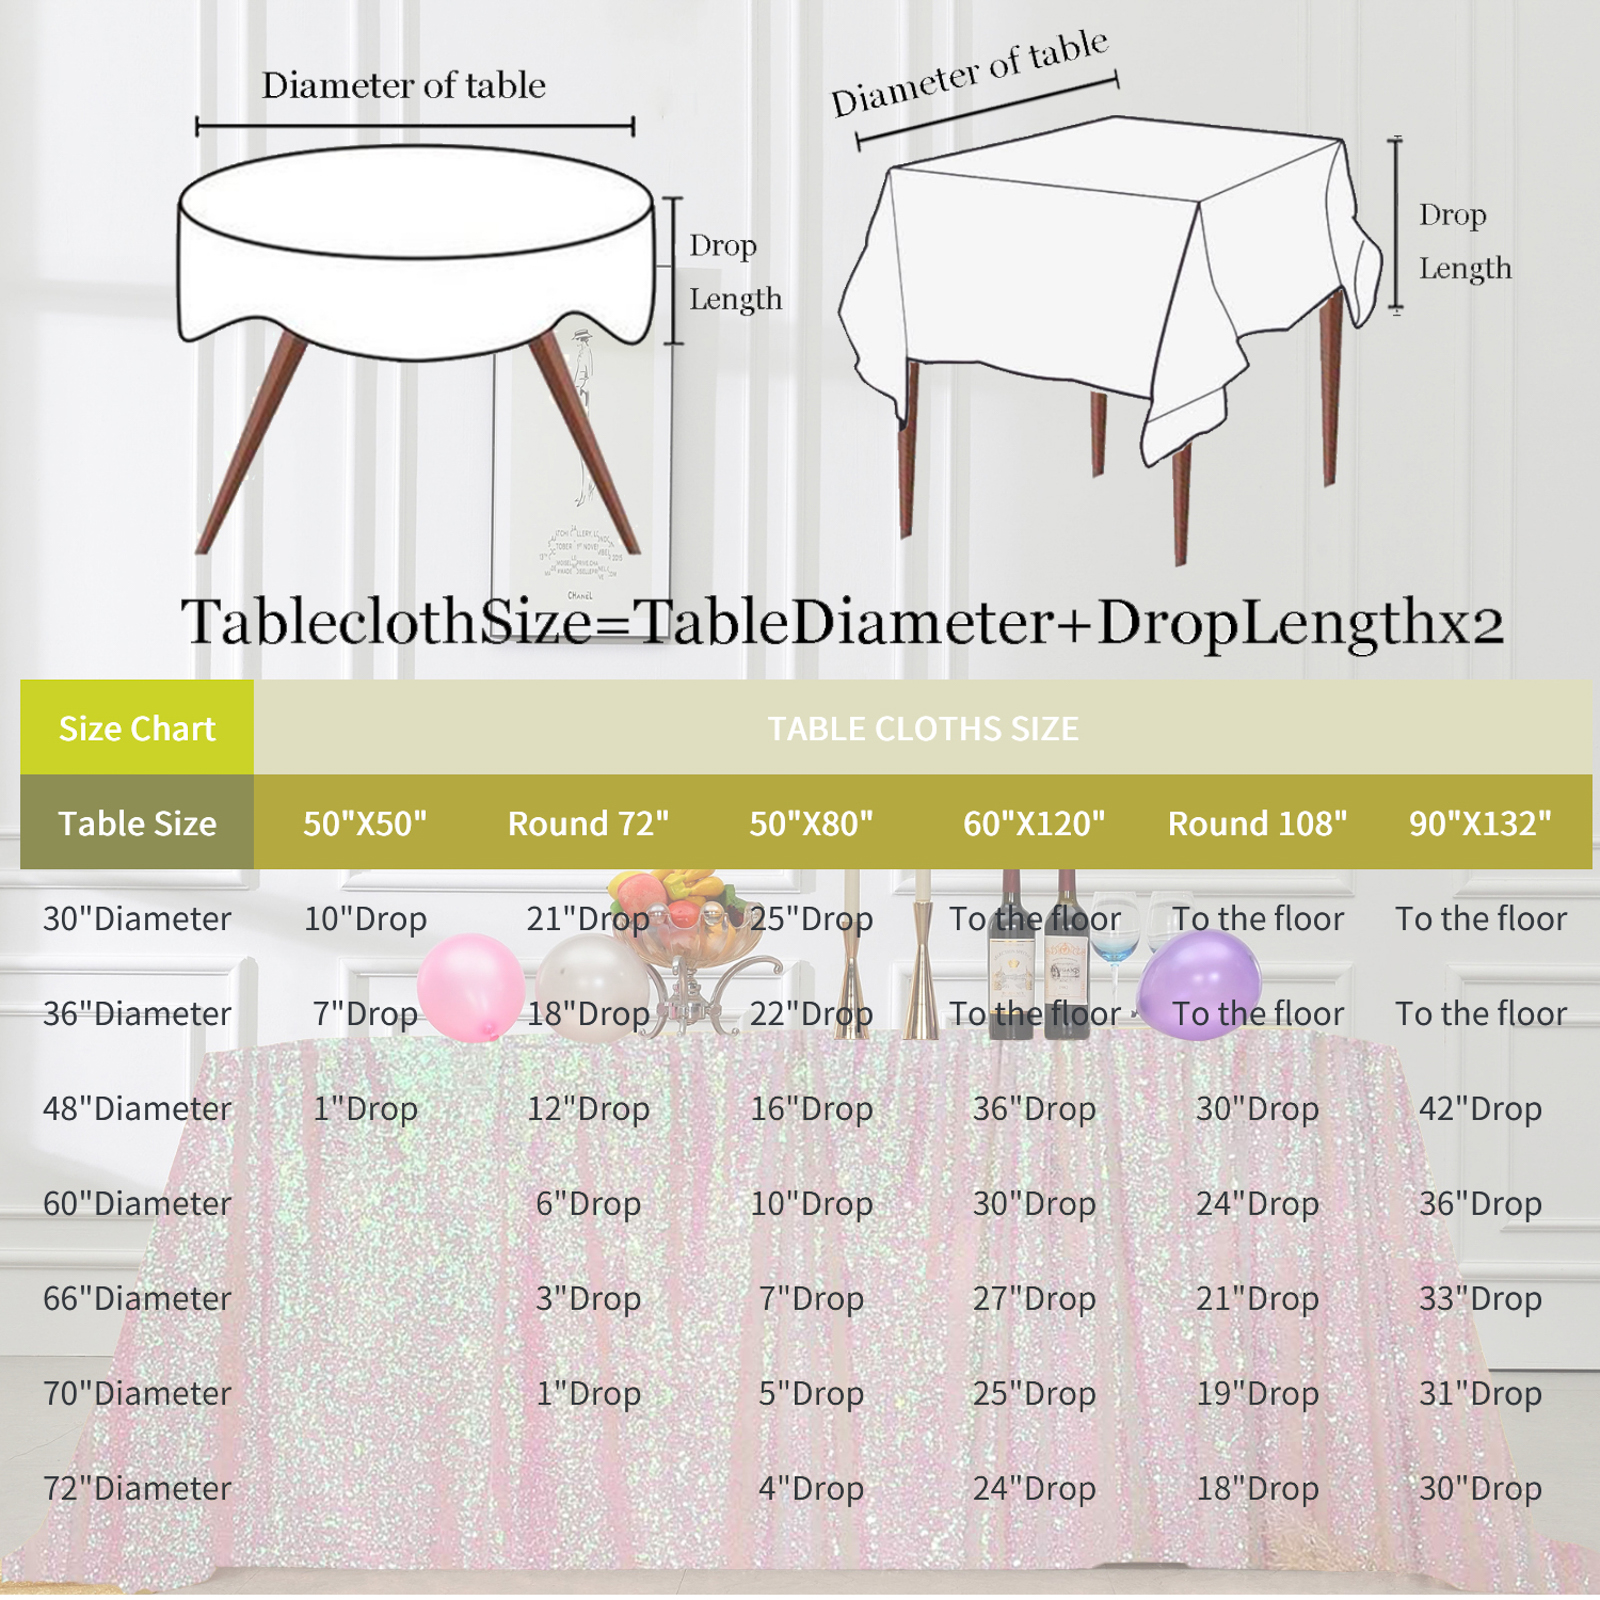 Diameter of table
Diameter of table
Drop
Length
Drop
Length
CHANEL
TableclothSize=TableDiameter+DropLengthx2
Size Chart TABLE CLOTHS SIZE
Table Size 50"X50" Round 72" 50"X80" 60"X120" Round 108" 90"X132"
30"Diameter 10"Drop 21"Drop 25"Drop To the floor To the floor To the floor
36"Diameter 7"Drop 18"Drop 22"Drop To the floor To the floor To the floor
48"Diameter 1"Drop 12"Drop 16"Drop 36"Drop 30"Drop 42"Drop
60"Diameter 6"Drop 10"Drop 30"Drop 24"Drop 36"Drop
66"Diameter 3"Drop 7"Drop 27"Drop 21"Drop 33"Drop
70"Diameter 1"Drop 5"Drop 25"Drop 19"Drop 31"Drop
72"Diameter 4"Drop 24"Drop 18"Drop 30"Drop